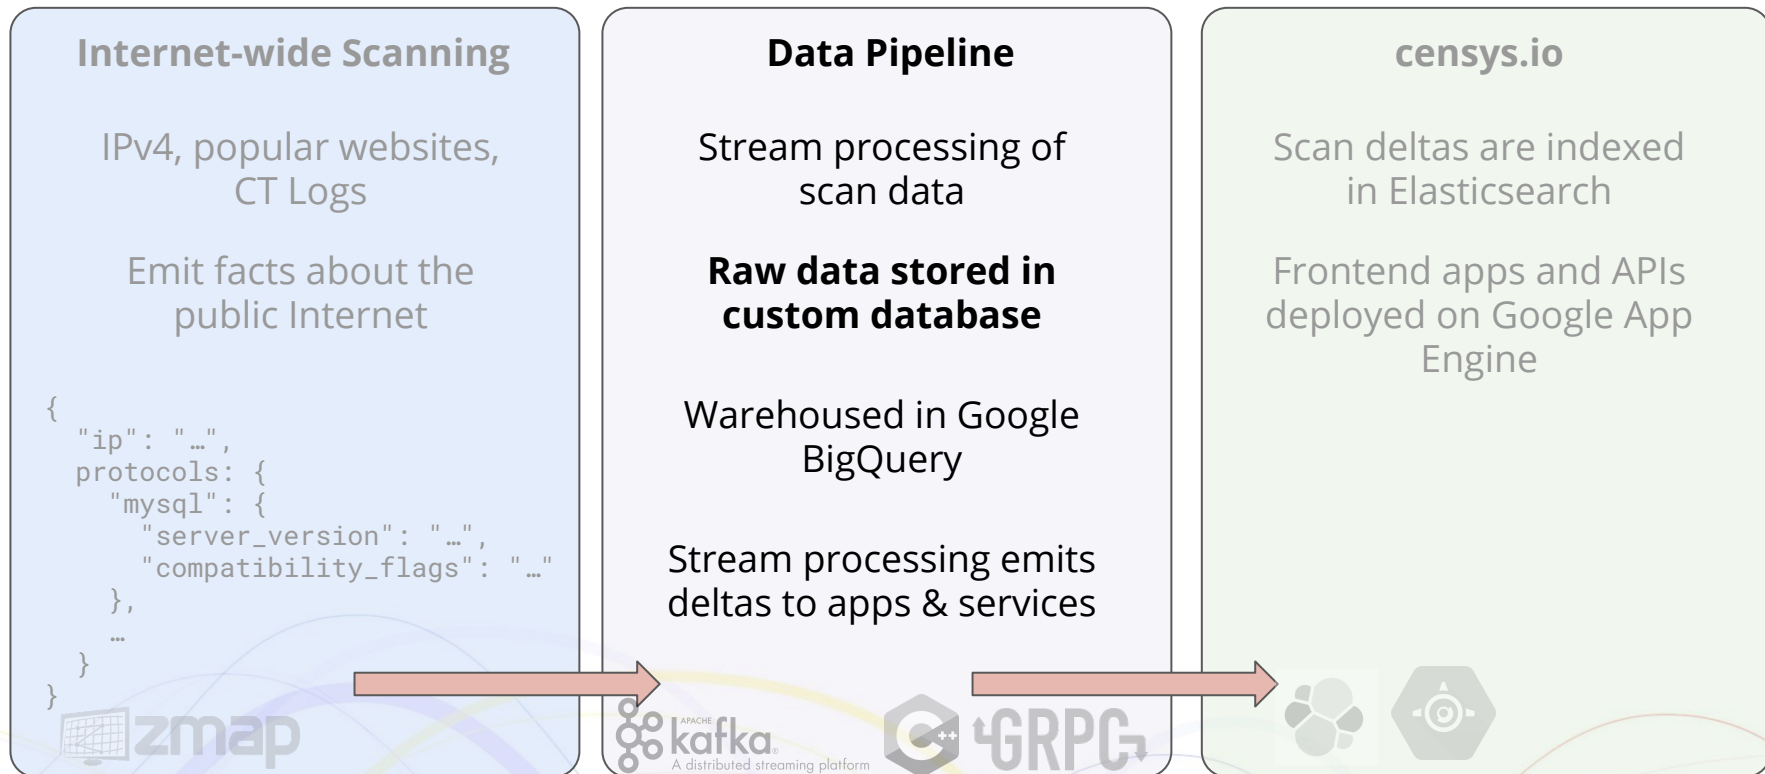 Internet-wide Scanning
IPv4, popular websites,
CT Logs
Emit facts about the
public Internet
{
  "ip": "…",
  protocols: {
    "mysql": {
      "server_version": "…",
      "compatibility_flags": "…"
    },
    …
  }
}
zmap
Data Pipeline
Stream processing of
scan data
Raw data stored in
custom database
Warehoused in Google
BigQuery
Stream processing emits
deltas to apps & services
APACHE
kafka®
A distributed streaming platform
C++
GRPC
censys.io
Scan deltas are indexed
in Elasticsearch
Frontend apps and APIs
deployed on Google App
Engine